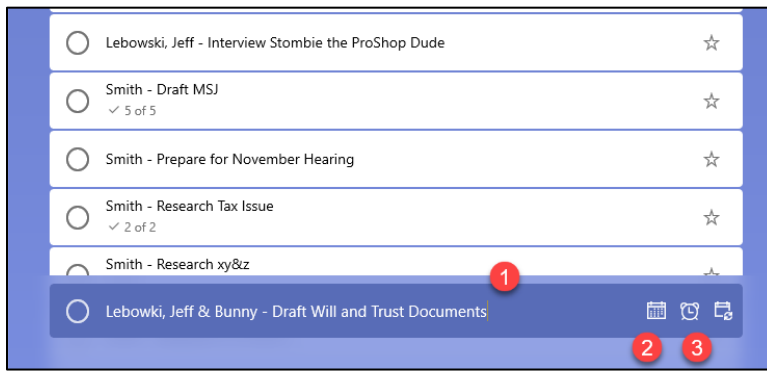 Lebowski, Jeff - Interview Stombie the ProShop Dude
Smith - Draft MSJ
✓ 5 of 5
Smith - Prepare for November Hearing
Smith - Research Tax Issue
✓ 2 of 2
Smith - Research xy&z
1
Lebowki, Jeff & Bunny - Draft Will and Trust Documents
2 3